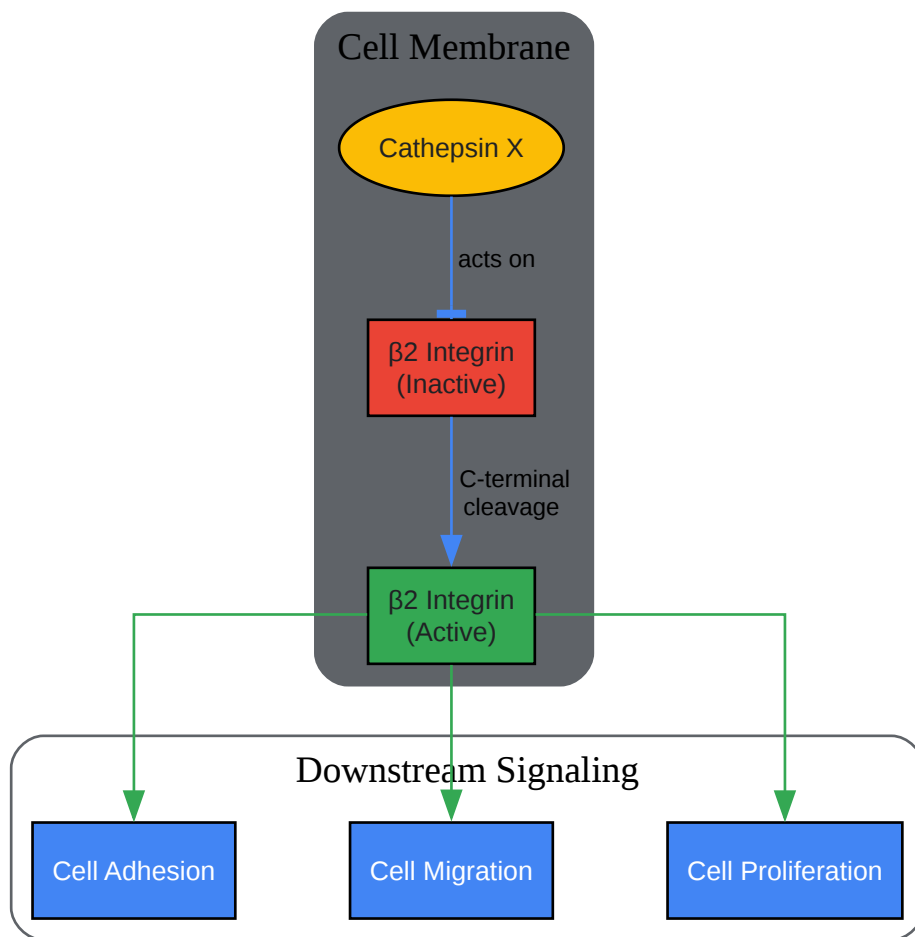 Cell Membrane
Cathepsin X
acts on
β2 Integrin
(Inactive)
C-terminal
cleavage
β2 Integrin
(Active)
Downstream Signaling
Cell Adhesion
Cell Migration
Cell Proliferation